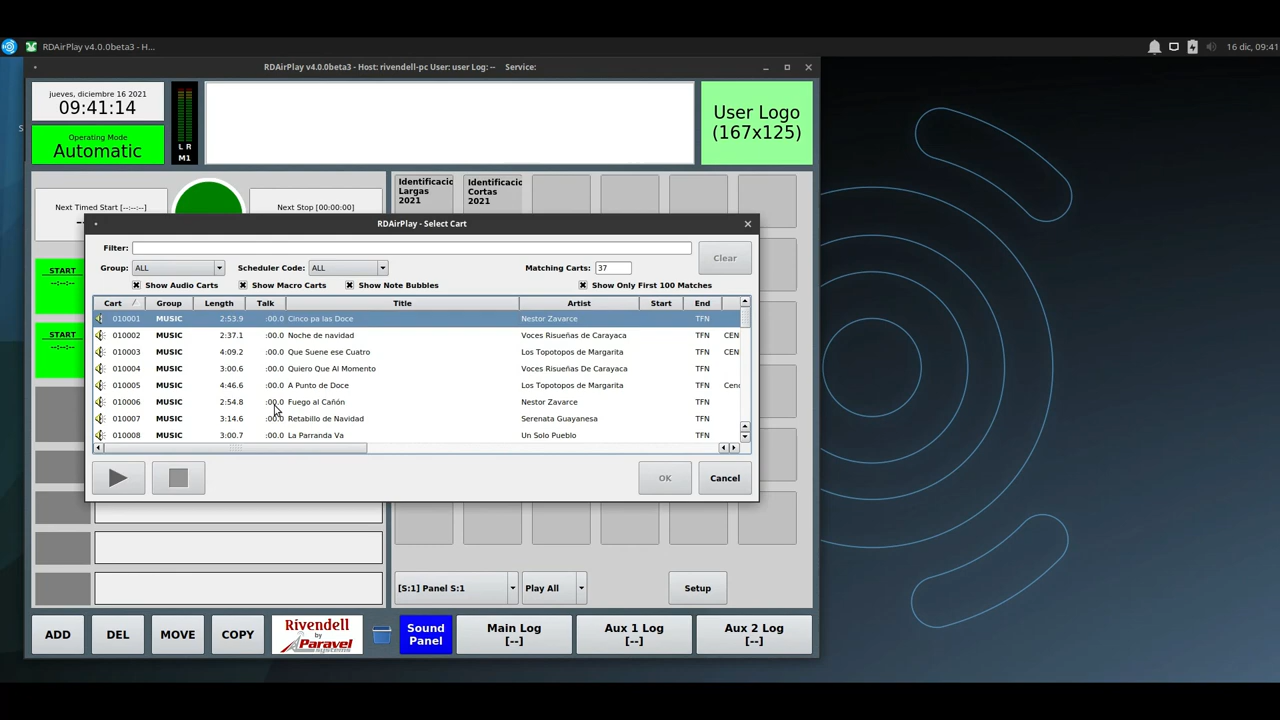 RDAirPlay v4.0.0beta3 - H...
16 dic, 09:41
RDAirPlay v4.0.0beta3 - Host: rivendell-pc User: user Log: -- Service:
jueves, diciembre 16 2021
09:41:14
Operating Mode
Automatic
L R
M1
User Logo
(167x125)
S
Next Timed Start [--:--:--]
Next Stop [00:00:00]
Identificacic
Largas
2021
Identificacic
Cortas
2021
RDAirPlay - Select Cart
Filter:
Clear
Group: ALL
Scheduler Code: ALL
Matching Carts: 37
Show Audio Carts
Show Macro Carts
Show Note Bubbles
Show Only First 100 Matches
START
--:--:--
START
--:--:--
Cart Group Length Talk Title Artist Start End
010001 MUSIC 2:53.9 :00.0 Cinco pa las Doce Nestor Zavarce TFN
010002 MUSIC 2:37.1 :00.0 Noche de navidad Voces Risueñas de Carayaca TFN CEN
010003 MUSIC 4:09.2 :00.0 Que Suene ese Cuatro Los Topotopos de Margarita TFN CEN
010004 MUSIC 3:00.6 :00.0 Quiero Que Al Momento Voces Risueñas De Carayaca TFN
010005 MUSIC 4:46.6 :00.0 A Punto de Doce Los Topotopos de Margarita TFN Cen
010006 MUSIC 2:54.8 :00.0 Fuego al Cañón Nestor Zavarce TFN
010007 MUSIC 3:14.6 :00.0 Retabillo de Navidad Serenata Guayanesa TFN
010008 MUSIC 3:00.7 :00.0 La Parranda Va Un Solo Pueblo TFN
OK
Cancel
[S:1] Panel S:1
Play All
Setup
ADD
DEL
MOVE
COPY
Rivendell
by
Paravel
systems
Sound
Panel
Main Log
[--]
Aux 1 Log
[--]
Aux 2 Log
[--]